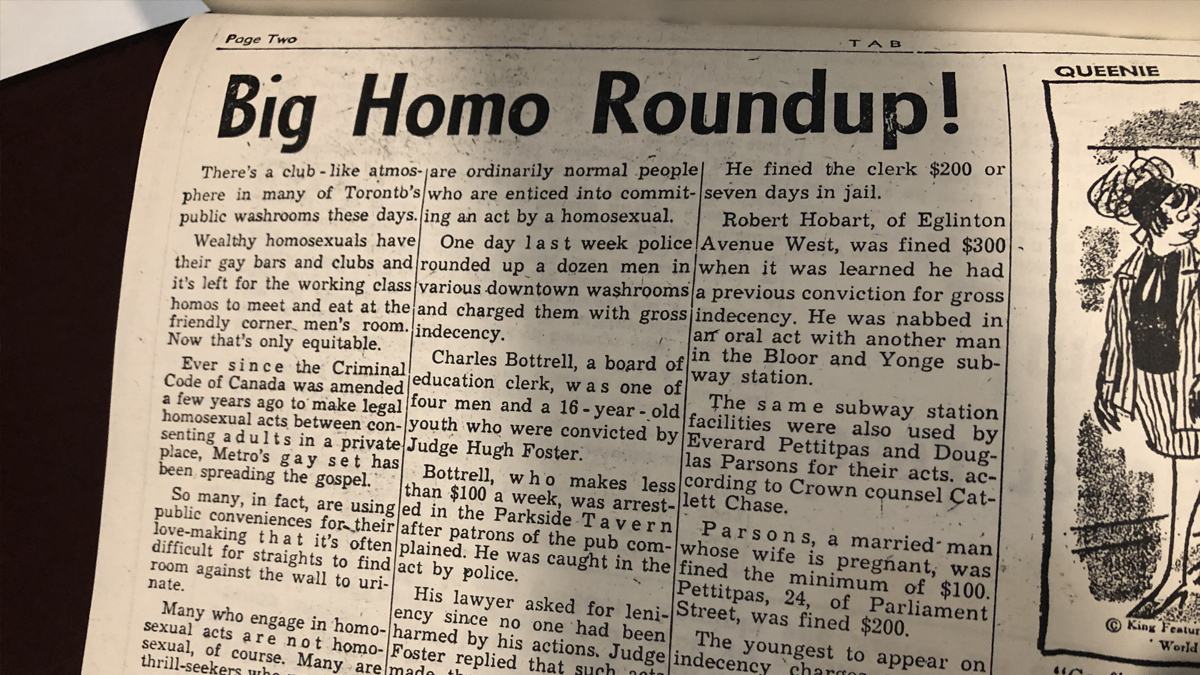 Page Two
TAB
Big Homo Roundup!
There's a club-like atmos-
phere in many of Toronto's
public washrooms these days.
Wealthy homosexuals have
their gay bars and clubs and
it's left for the working class
homos to meet and eat at the
friendly corner men's room.
Now that's only equitable.
Ever since the Criminal
Code of Canada was amended
a few years ago to make legal
homosexual acts between con-
senting adults in a private
place, Metro's gay set has
been spreading the gospel.
So many, in fact, are using
public conveniences for their
love-making that it's often
difficult for straights to find
room against the wall to uri-
nate.
Many who engage in homo-
sexual acts are not homo-
sexual, of course. Many are
thrill-seekers who
are ordinarily normal people
who are enticed into commit-
ing an act by a homosexual.
One day last week police
rounded up a dozen men in
various downtown washrooms
and charged them with gross
indecency.
Charles Bottrell, a board of
education clerk, was one of
four men and a 16-year-old
youth who were convicted by
Judge Hugh Foster.
Bottrell, who makes less
than $100 a week, was arrest-
ed in the Parkside Tavern
after patrons of the pub com-
plained. He was caught in the
act by police.
His lawyer asked for leni-
ency since no one had been
harmed by his actions. Judge
Foster replied that such acts
made
He fined the clerk $200 or
seven days in jail.
Robert Hobart, of Eglinton
Avenue West, was fined $300
when it was learned he had
a previous conviction for gross
indecency. He was nabbed in
an oral act with another man
in the Bloor and Yonge sub-
way station.
The same subway station
facilities were also used by
Everard Pettitpas and Doug-
las Parsons for their acts. ac-
cording to Crown counsel Cat-
lett Chase.
Parsons, a married man
whose wife is pregnant, was
fined the minimum of $100.
Pettitpas, 24, of Parliament
Street, was fined $200.
The youngest to appear on
indecency charges
QUEENIE
© King Featur
World